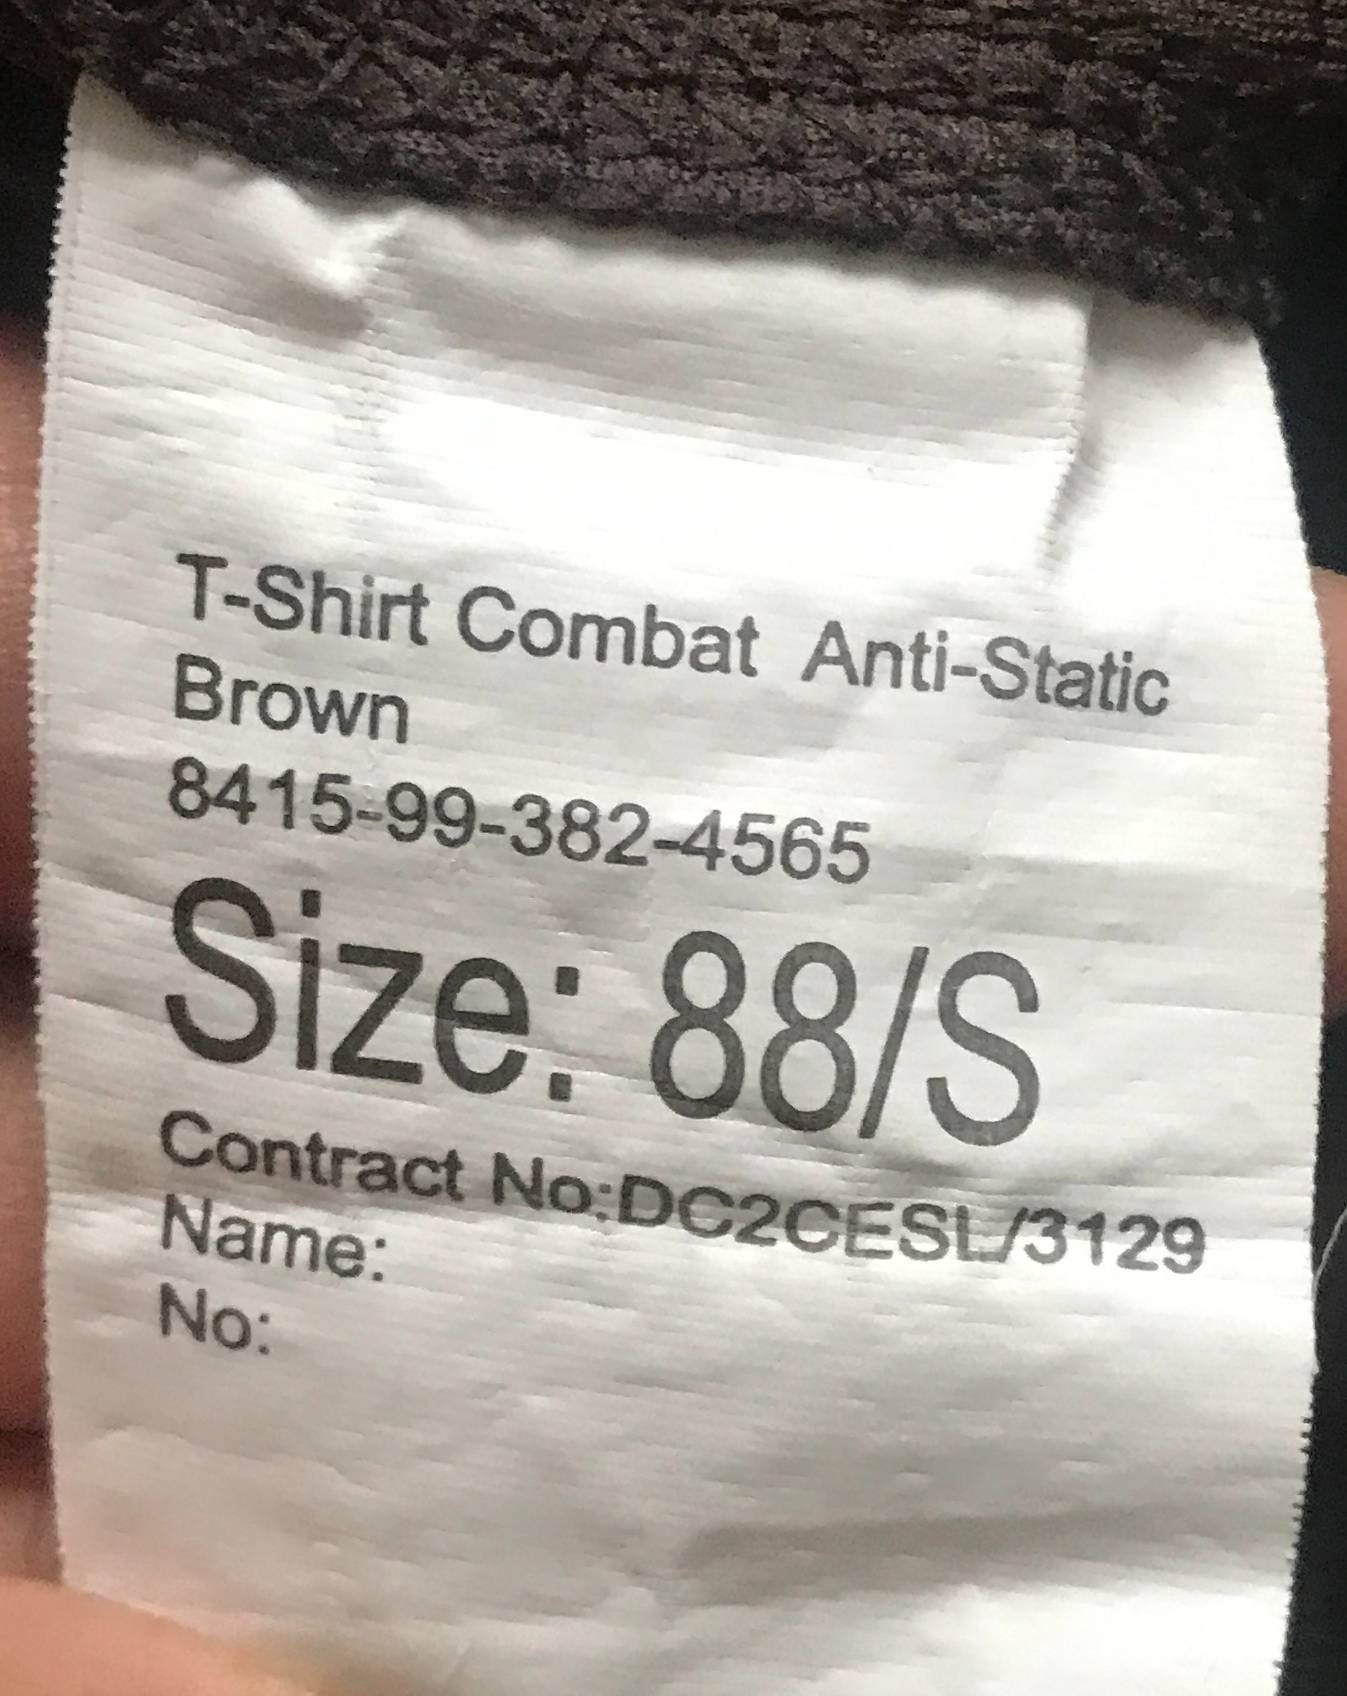 T-Shirt Combat Anti-Static
Brown
8415-99-382-4565
Size: 88/S
Contract No:DC2CESL/3129
Name:
No: